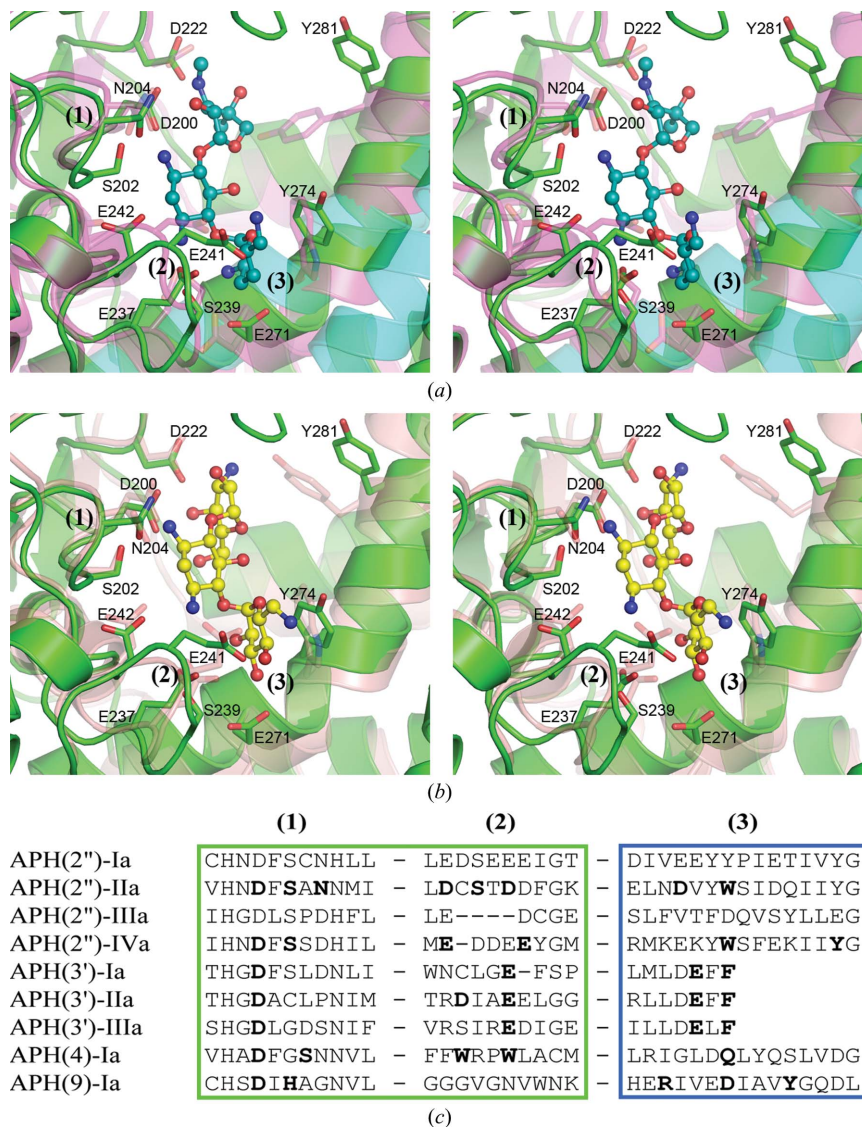 D222 Y281 D222 Y281
N204 N204
(1) (1)
D200 D200
S202 Y274 S202 Y274
E242 E242
E241 E241
(2) (3) (2) (3)
E237 S239 E237 S239
E271 E271
(a)
D222 Y281 D222 Y281
D200 D200
(1) (1)
N204 N204
S202 S202
E242 Y274 E242 Y274
E241 E241
(2) (3) (2) (3)
E237 S239 E237 S239
E271 E271
(b)
(1) (2) (3)
APH(2")-Ia CHNDFSCNHLL – LEDSEEEIGT – DIVEEYYPIETIVYG
APH(2")-IIa VHNDFSANNMI – LDCSTDDFGK – ELNDVYWSIDQIIYG
APH(2")-IIIa IHGDLSPDHFL – LE----DCGE – SLFVTFDQVSYLLEG
APH(2")-IVa IHNDFSSDHIL – ME-DDEEYGM – RMKEKYWSFEKIIYG
APH(3')-Ia THGDFSLDNLI – WNCLGE-FSP – LMLDEFF
APH(3')-IIa THGDACLPNIM – TRDIAEELGG – RLLDEFF
APH(3')-IIIa SHGDLGDSNIF – VRSIREDIGE – ILLDELF
APH(4)-Ia VHADFGSNNVL – FFWRPWLACM – LRIGLDQLYQSLVDG
APH(9)-Ia CHSDIHAGNVL – GGGVGNVWNK – HERIVEDIAVYGQDL
(c)